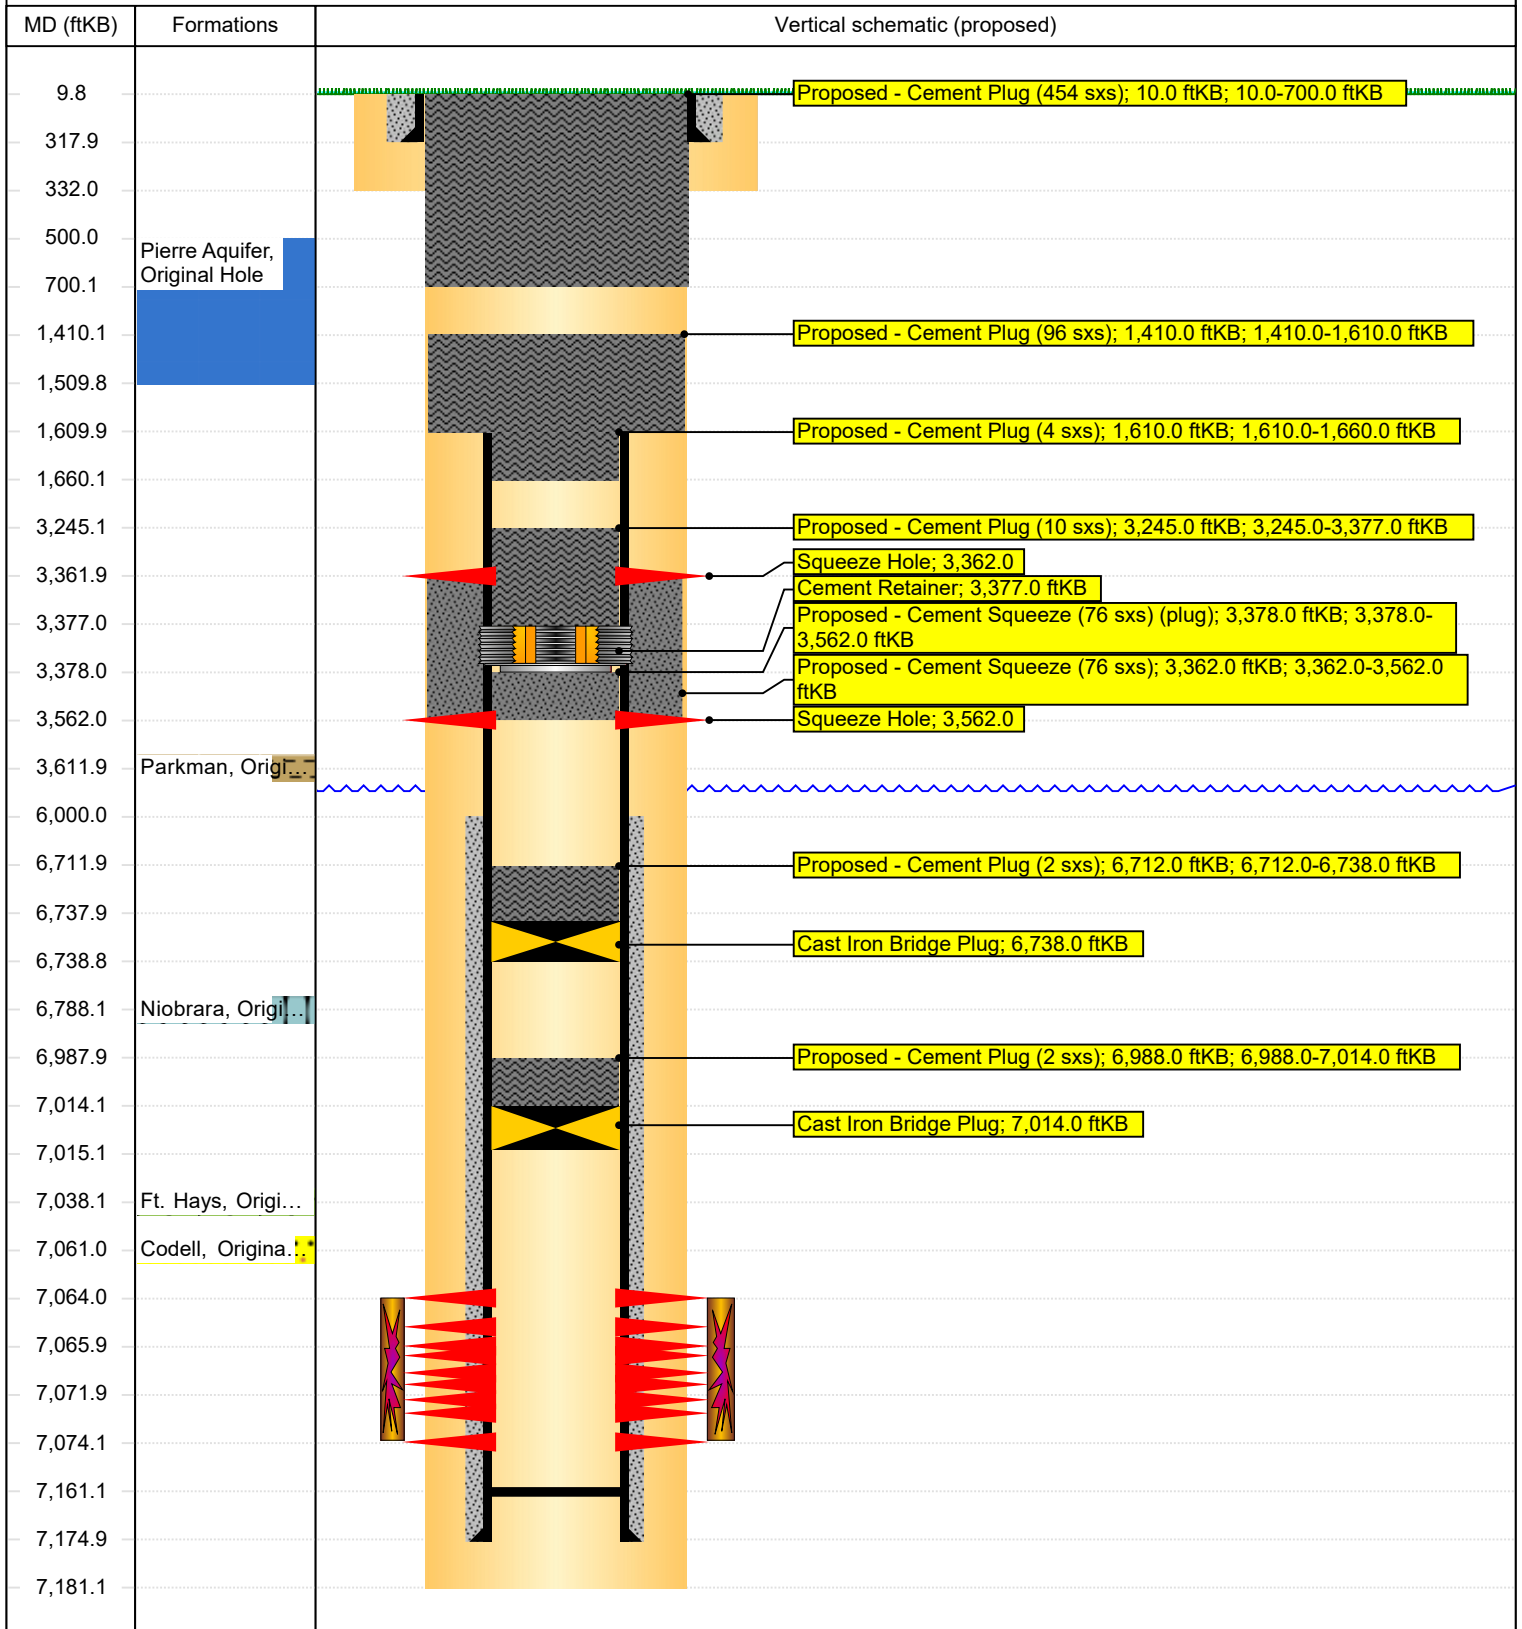 MD (ftKB)
Formations
Vertical schematic (proposed)
9.8
Proposed - Cement Plug (454 sxs); 10.0 ftKB; 10.0-700.0 ftKB
317.9
332.0
500.0
Pierre Aquifer,
Original Hole
700.1
1,410.1
Proposed - Cement Plug (96 sxs); 1,410.0 ftKB; 1,410.0-1,610.0 ftKB
1,509.8
1,609.9
Proposed - Cement Plug (4 sxs); 1,610.0 ftKB; 1,610.0-1,660.0 ftKB
1,660.1
3,245.1
Proposed - Cement Plug (10 sxs); 3,245.0 ftKB; 3,245.0-3,377.0 ftKB
Squeeze Hole; 3,362.0
3,361.9
Cement Retainer; 3,377.0 ftKB
Proposed - Cement Squeeze (76 sxs) (plug); 3,378.0 ftKB; 3,378.0-
3,562.0 ftKB
3,377.0
Proposed - Cement Squeeze (76 sxs); 3,362.0 ftKB; 3,362.0-3,562.0
ftKB
3,378.0
3,562.0
Squeeze Hole; 3,562.0
3,611.9
Parkman, Origi...
6,000.0
6,711.9
Proposed - Cement Plug (2 sxs); 6,712.0 ftKB; 6,712.0-6,738.0 ftKB
6,737.9
Cast Iron Bridge Plug; 6,738.0 ftKB
6,738.8
6,788.1
Niobrara, Origi...
6,987.9
Proposed - Cement Plug (2 sxs); 6,988.0 ftKB; 6,988.0-7,014.0 ftKB
7,014.1
Cast Iron Bridge Plug; 7,014.0 ftKB
7,015.1
7,038.1
Ft. Hays, Origi...
7,061.0
Codell, Origina...
7,064.0
7,065.9
7,071.9
7,074.1
7,161.1
7,174.9
7,181.1